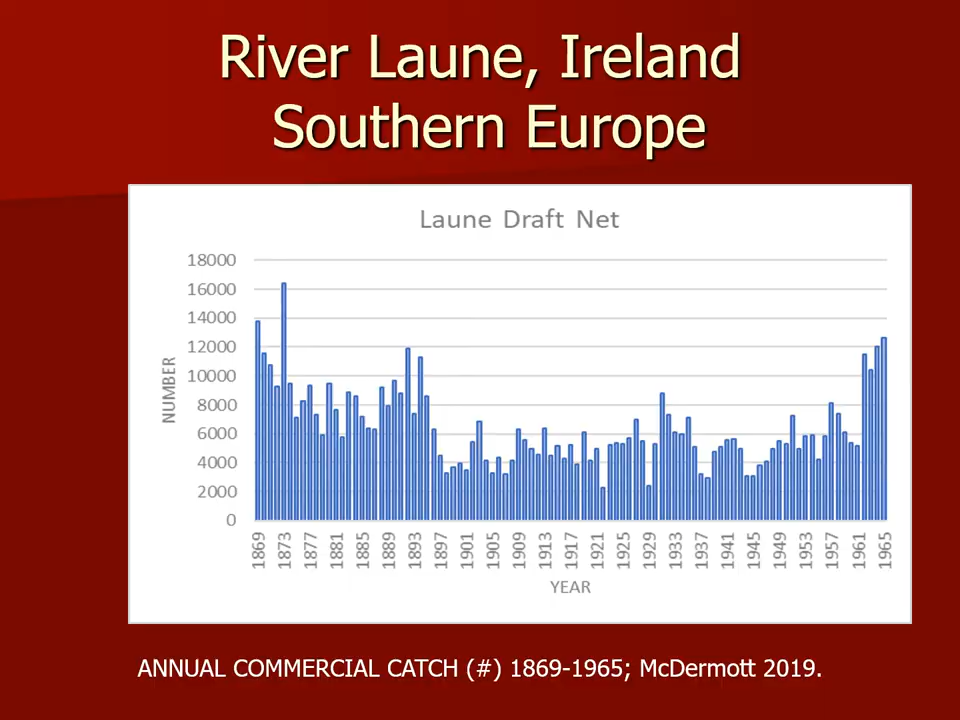 River Laune, Ireland
Southern Europe
Laune Draft Net
18000
16000
14000
12000
10000
8000
6000
4000
2000
0
NUMBER
1869 1873 1877 1881 1885 1889 1893 1897 1901 1905 1909 1913 1917 1921 1925 1929 1933 1937 1941 1945 1949 1953 1957 1961 1965
YEAR
ANNUAL COMMERCIAL CATCH (#) 1869-1965; McDermott 2019.